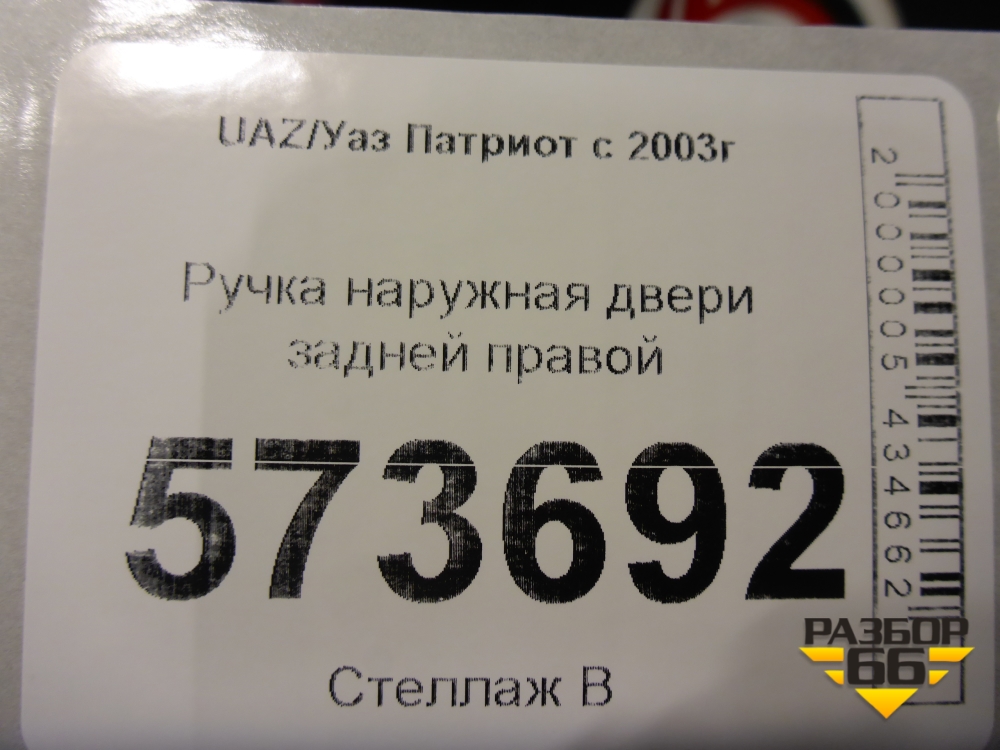 UAZ/Уаз Патриот с 2003г
Ручка наружная двери
задней правой
573692
Стеллаж В
2000005434662
РАЗБОР
66